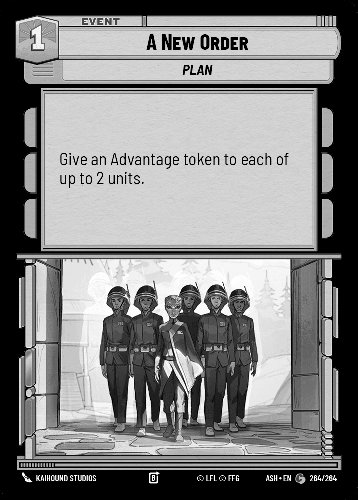 EVENT
1
A New Order
PLAN
Give an Advantage token to each of
up to 2 units.
KAIHOUND STUDIOS
© LFL © FFG
ASH • EN
264/264